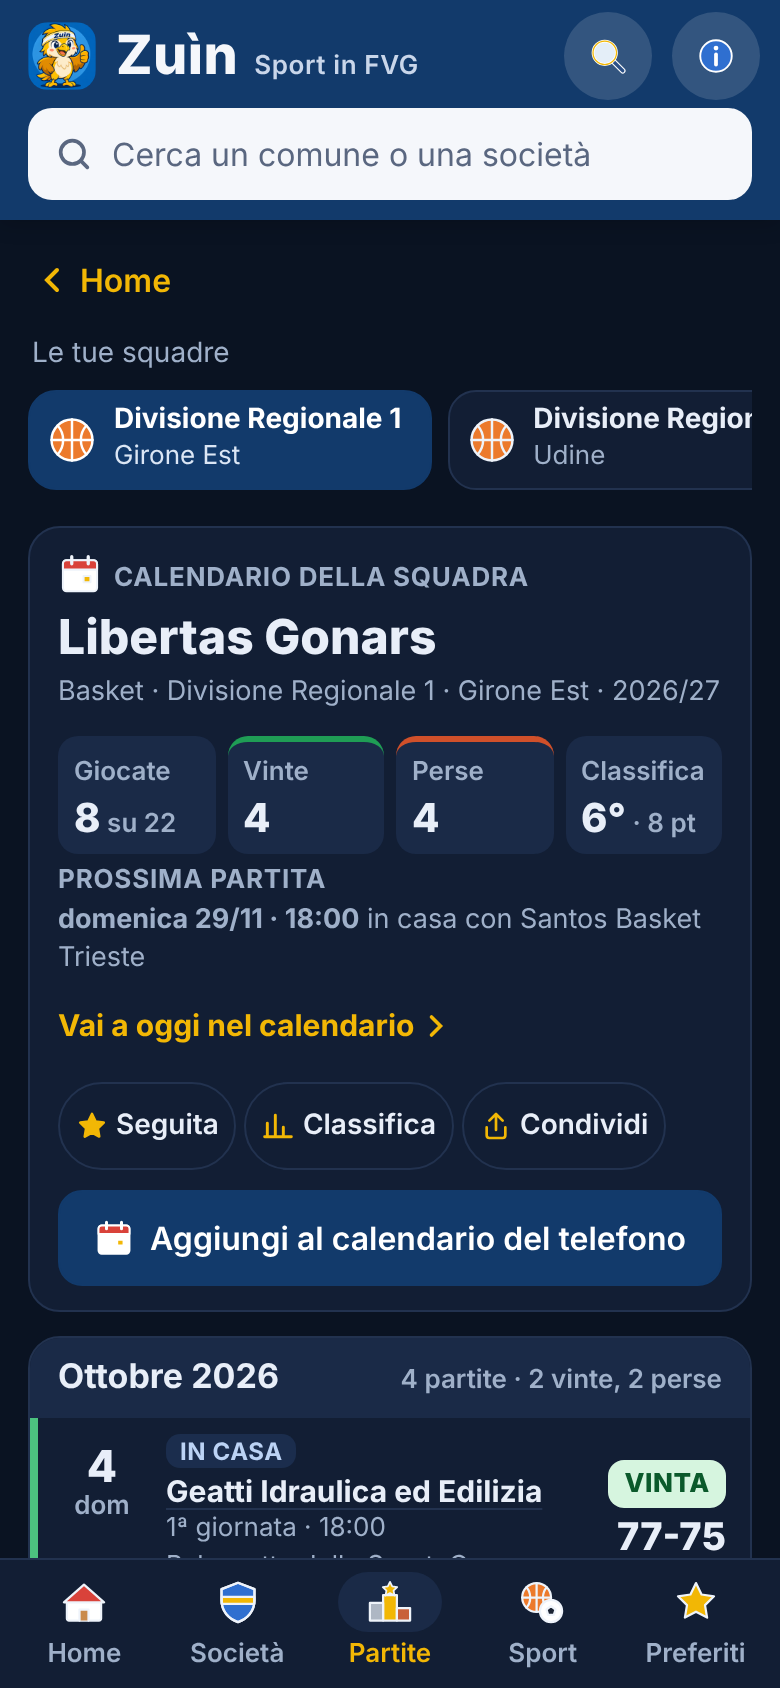 Zuìn Sport in FVG
Cerca un comune o una società
Home
Le tue squadre
Divisione Regionale 1
Girone Est
Divisione Region
Udine
CALENDARIO DELLA SQUADRA
Libertas Gonars
Basket · Divisione Regionale 1 · Girone Est · 2026/27
Giocate
8 su 22
Vinte
4
Perse
4
Classifica
6° · 8 pt
PROSSIMA PARTITA
domenica 29/11 · 18:00 in casa con Santos Basket
Trieste
Vai a oggi nel calendario
Seguita
Classifica
Condividi
Aggiungi al calendario del telefono
Ottobre 2026
4 partite · 2 vinte, 2 perse
4
dom
IN CASA
Geatti Idraulica ed Edilizia
1ª giornata · 18:00
VINTA
77-75
Home
Società
Partite
Sport
Preferiti